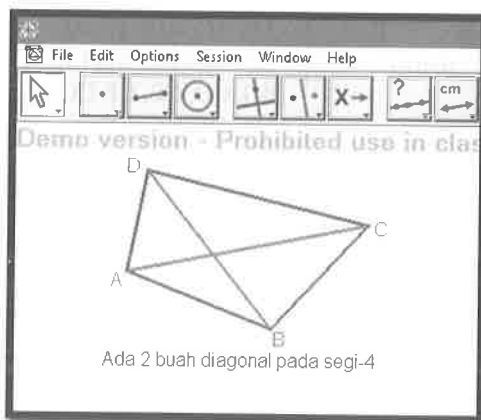 File Edit Options Session Window Help
? cm
Demo version - Prohibited use in clas
D
C
A
B
Ada 2 buah diagonal pada segi-4